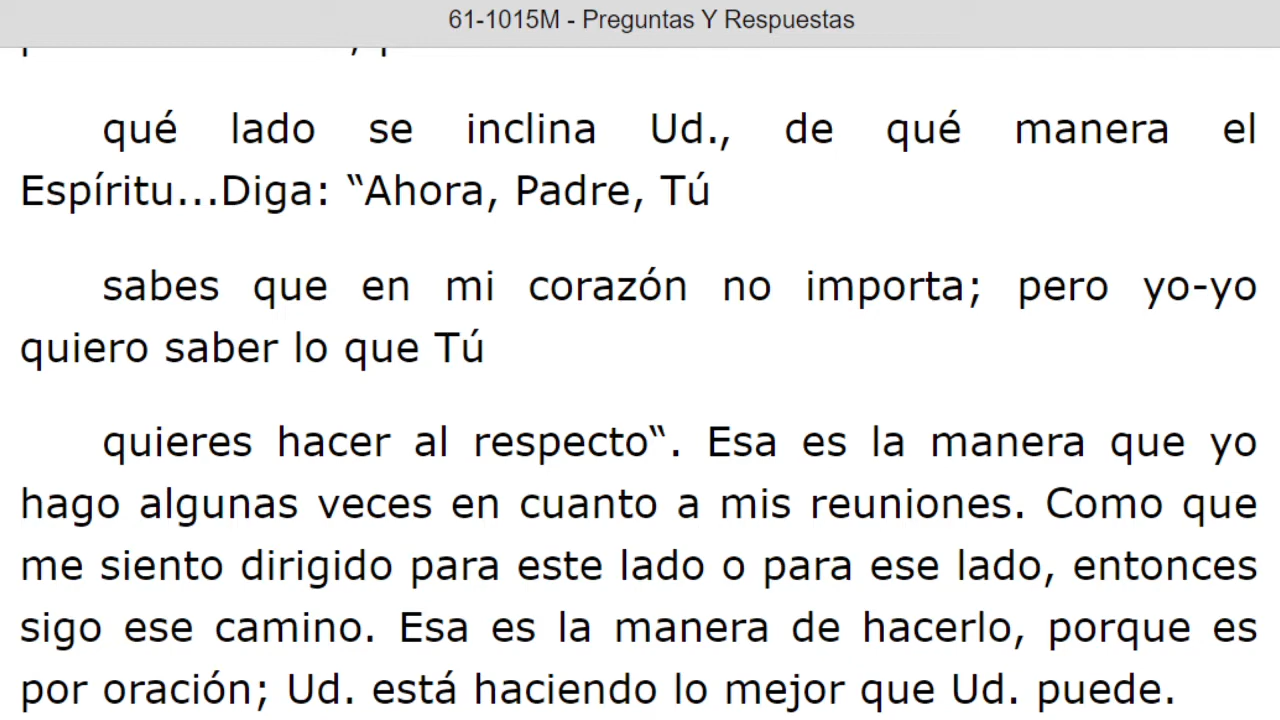 61-1015M - Preguntas Y Respuestas
qué lado se inclina Ud., de qué manera el
Espíritu...Diga: “Ahora, Padre, Tú
sabes que en mi corazón no importa; pero yo-yo
quiero saber lo que Tú
quieres hacer al respecto“. Esa es la manera que yo
hago algunas veces en cuanto a mis reuniones. Como que
me siento dirigido para este lado o para ese lado, entonces
sigo ese camino. Esa es la manera de hacerlo, porque es
por oración; Ud. está haciendo lo mejor que Ud. puede.